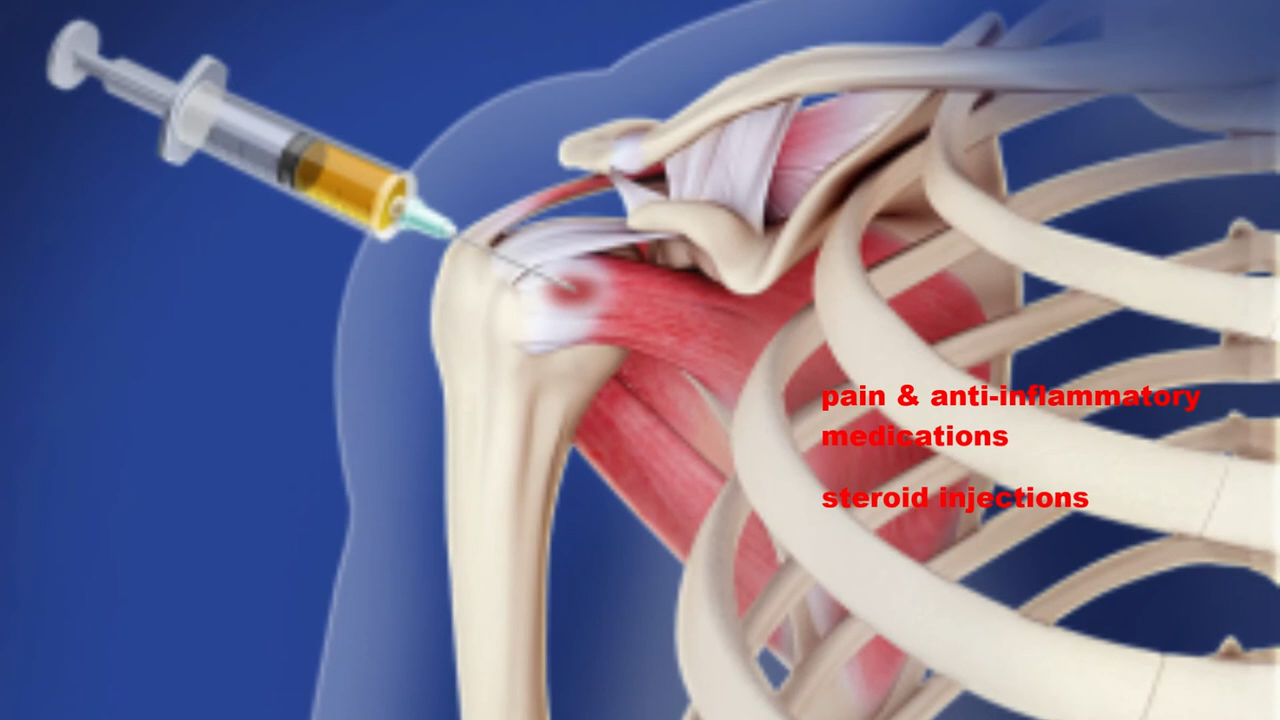 pain & anti-inflammatory
medications
steroid injections